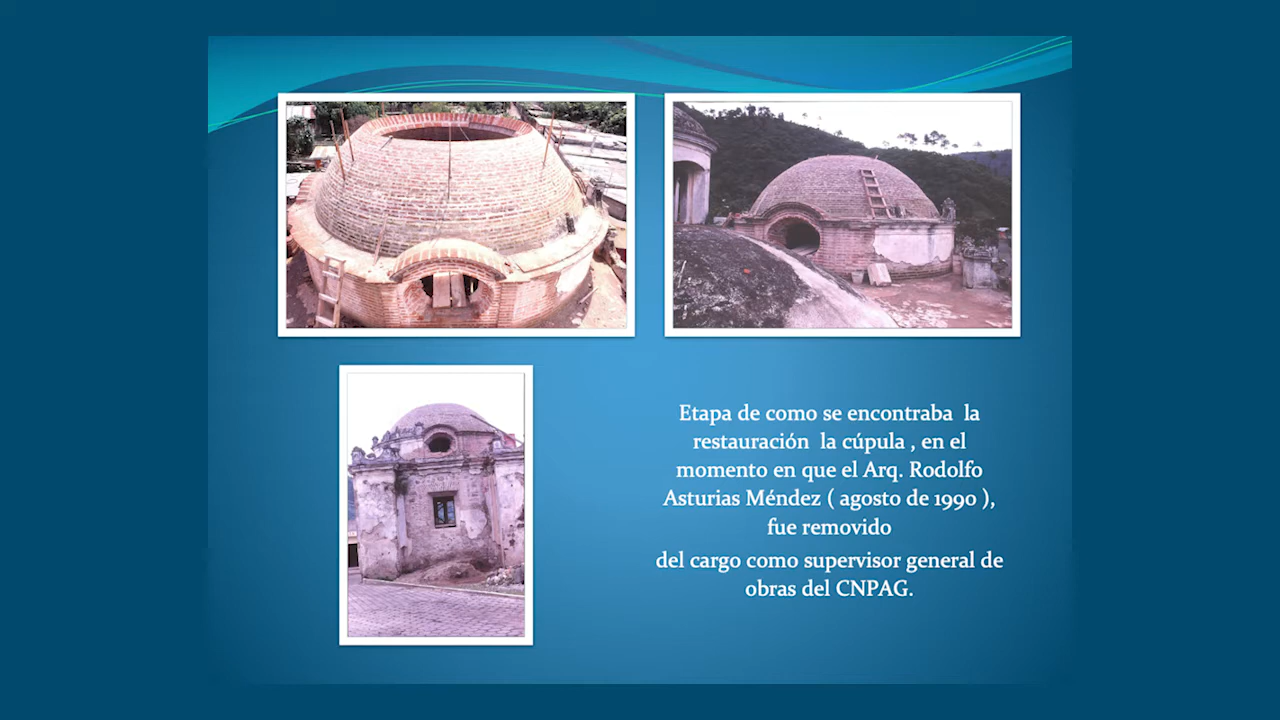 Etapa de como se encontraba la
restauración la cúpula , en el
momento en que el Arq. Rodolfo
Asturias Méndez ( agosto de 1990 ),
fue removido
del cargo como supervisor general de
obras del CNPAG.